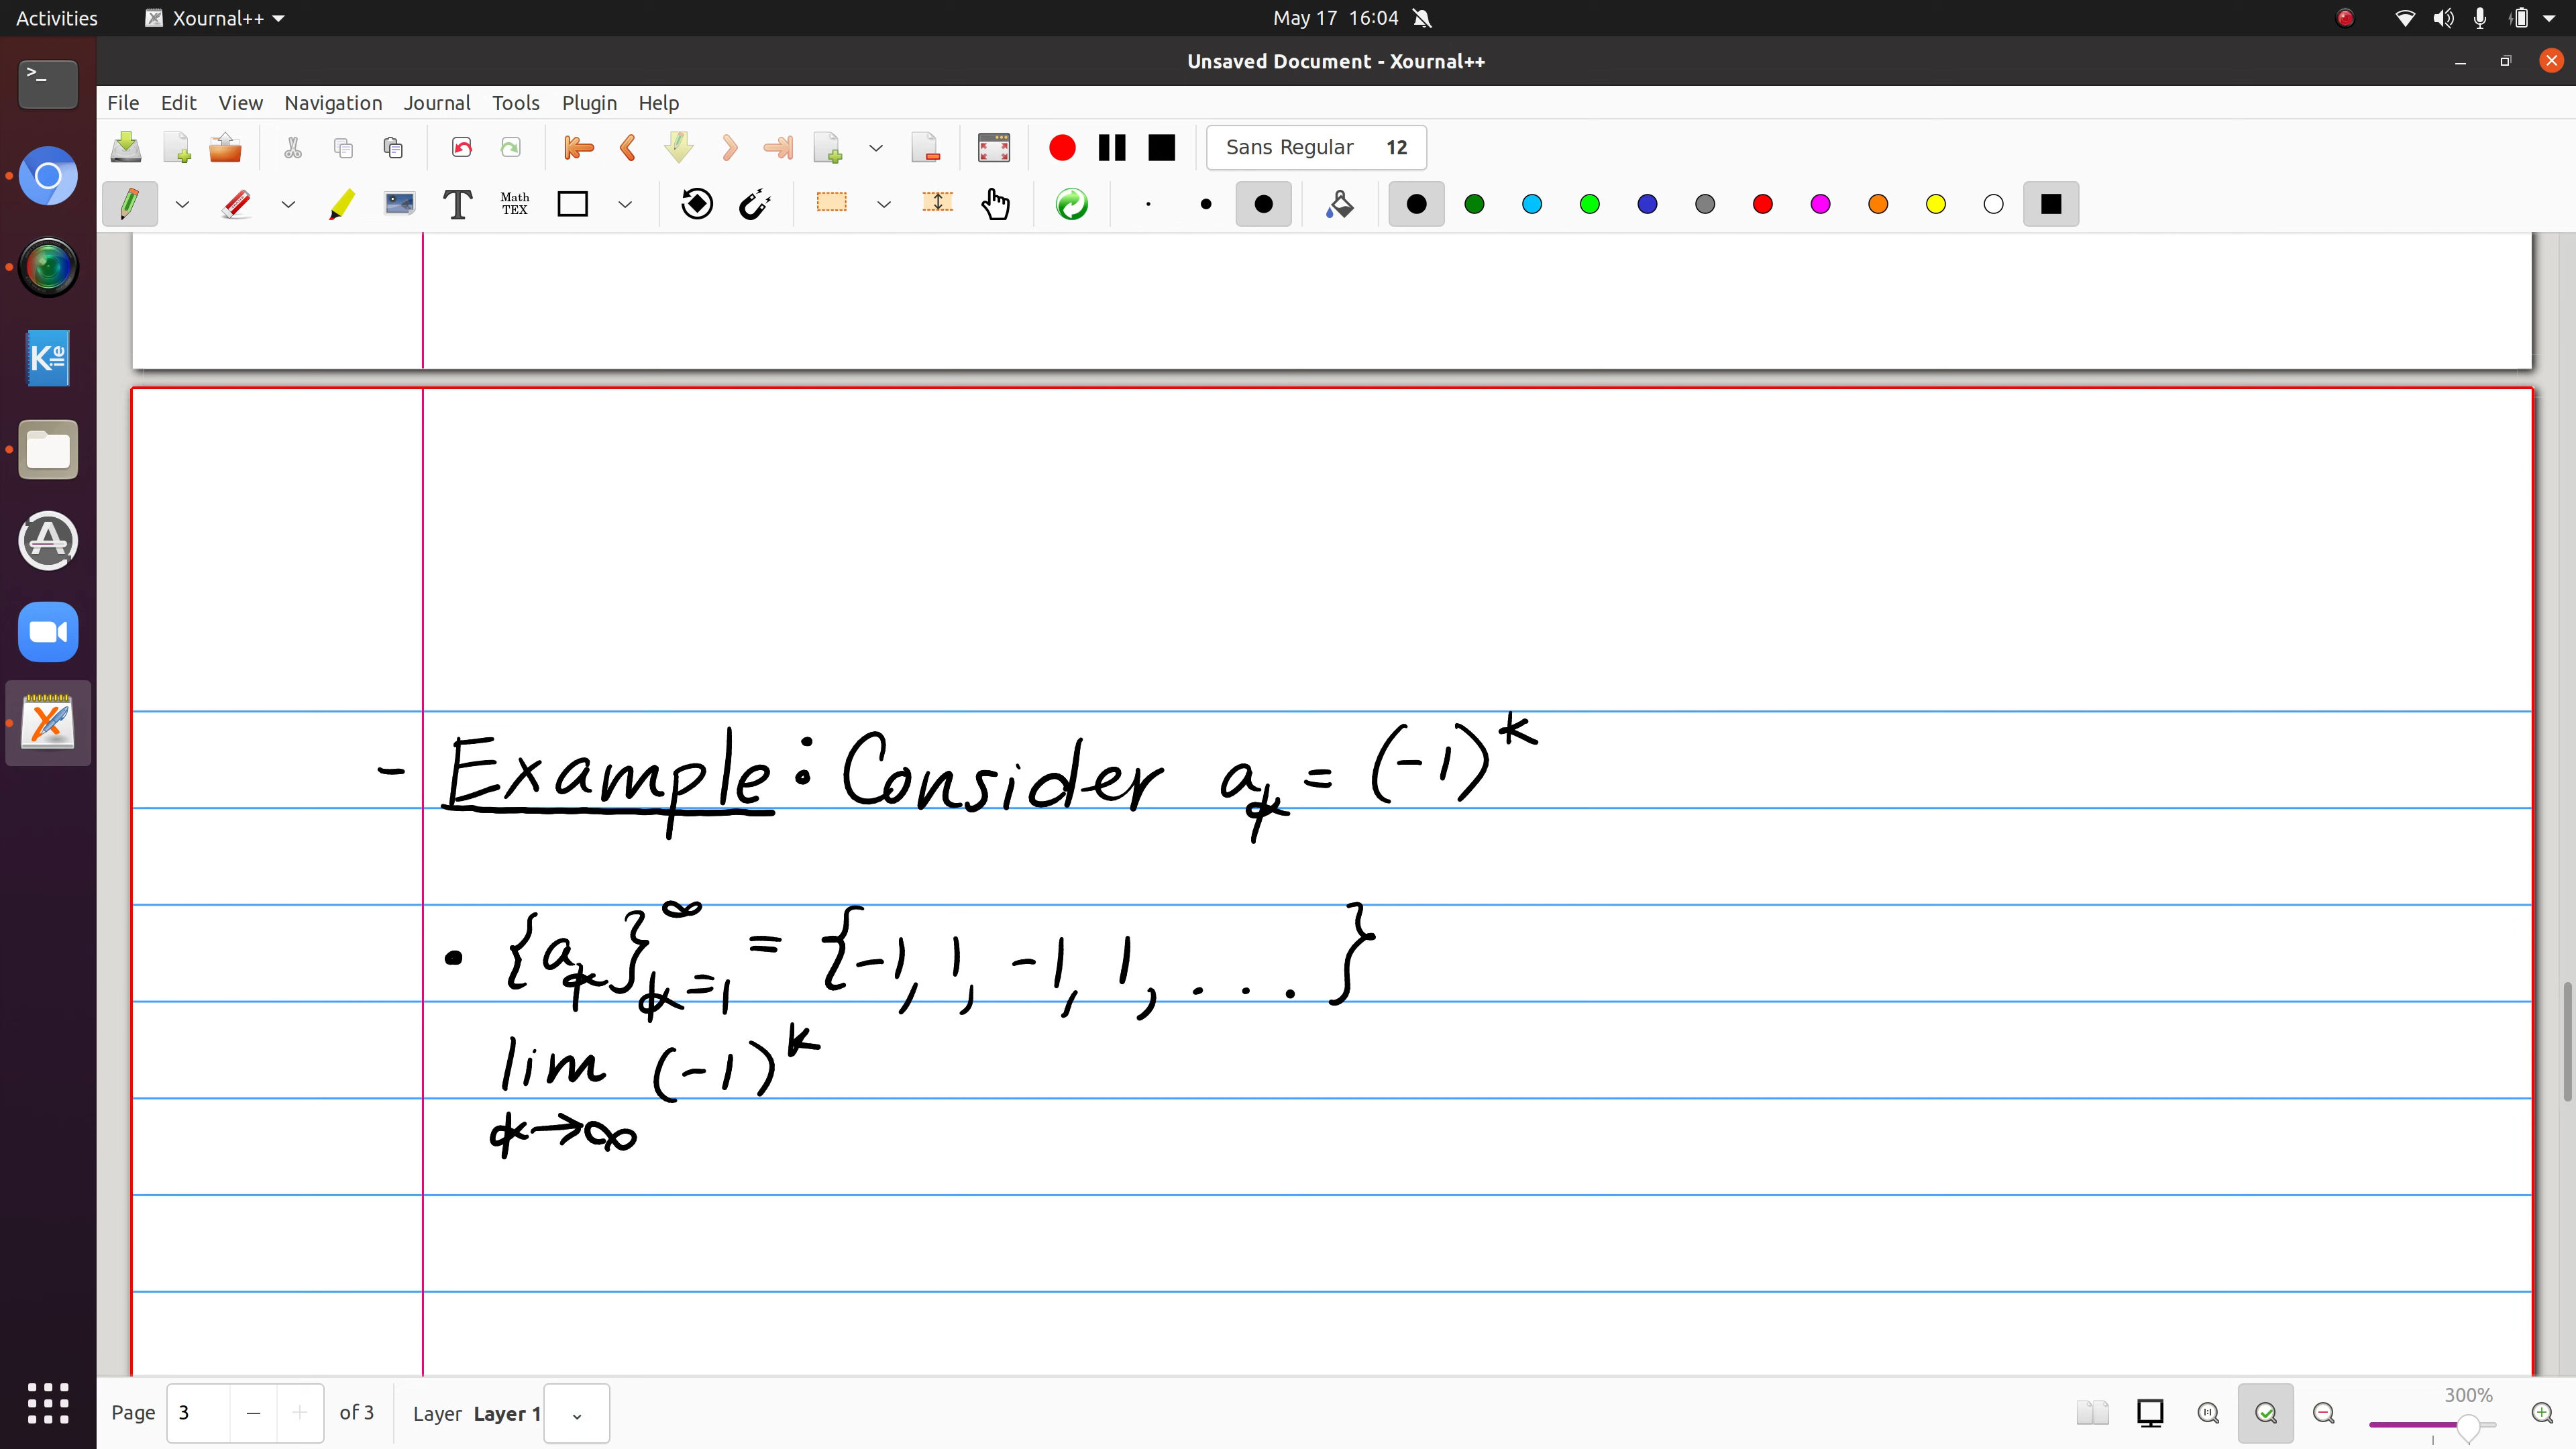 Activities Xournal++ May 17 16:04
Unsaved Document - Xournal++
File Edit View Navigation Journal Tools Plugin Help
Sans Regular 12
Math TEX
- Example: Consider a_k = (-1)^k
• {a_k}_{k=1}^∞ = {-1, 1, -1, 1, . . . }
lim (-1)^k
k→∞
Page 3 of 3 Layer Layer 1 300%